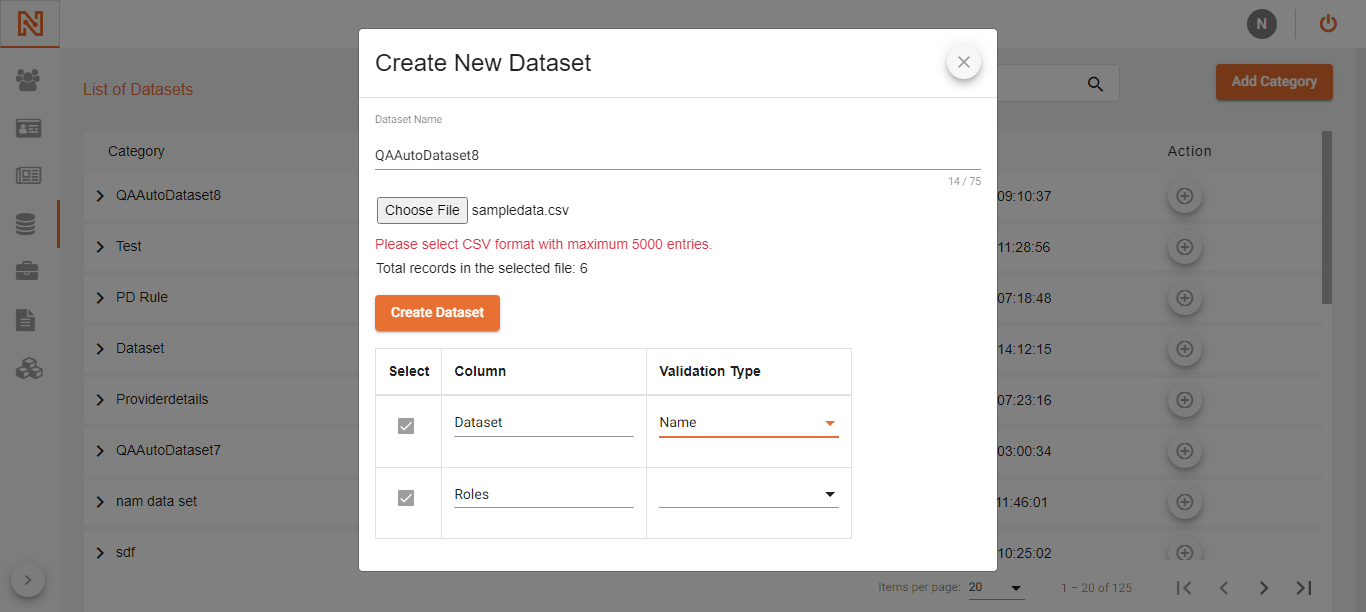 N
Create New Dataset
List of Datasets
Add Category
Dataset Name
QAAutoDataset8
14 / 75
Category
Action
QAAutoDataset8
09:10:37
Choose File sampledata.csv
Please select CSV format with maximum 5000 entries.
Test
11:28:56
Total records in the selected file: 6
PD Rule
07:18:48
Create Dataset
Dataset
14:12:15
Select Column Validation Type
Providerdetails
07:23:16
Dataset Name
QAAutoDataset7
03:00:34
Roles
nam data set
11:46:01
sdf
10:25:02
Items per page: 20 1 – 20 of 125